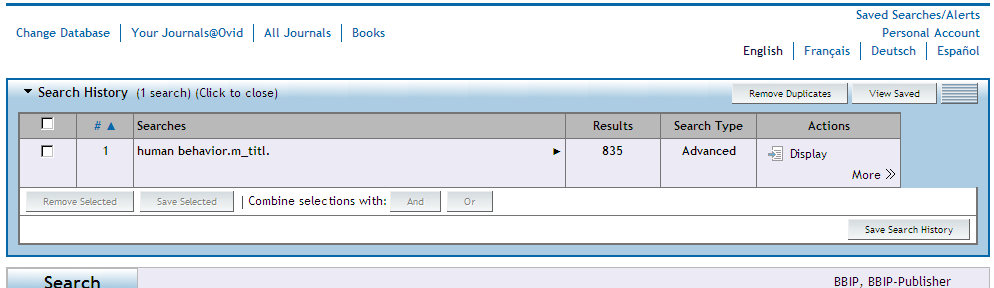 Saved Searches/Alerts
Change Database Your Journals@Ovid All Journals Books
Personal Account
English Français Deutsch Español
Search History (1 search) (Click to close) Remove Duplicates View Saved
# ▲ Searches Results Search Type Actions
1 human behavior.m_titl. 835 Advanced Display
More »
Remove Selected Save Selected | Combine selections with: And Or
Save Search History
Search BBIP, BBIP-Publisher